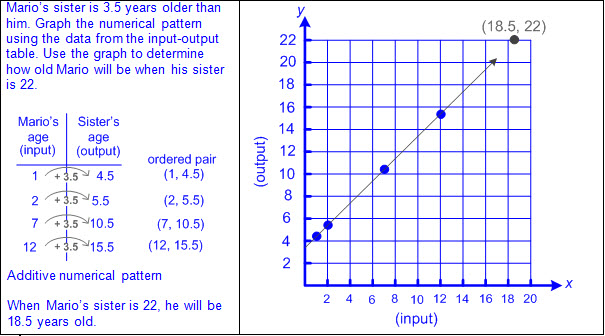 Mario's sister is 3.5 years older than
him. Graph the numerical pattern
using the data from the input-output
table. Use the graph to determine
how old Mario will be when his sister
is 22.
Mario's Sister's
age age
(input) (output) ordered pair
1 + 3.5 4.5 (1, 4.5)
2 + 3.5 5.5 (2, 5.5)
7 + 3.5 10.5 (7, 10.5)
12 + 3.5 15.5 (12, 15.5)
Additive numerical pattern
When Mario's sister is 22, he will be
18.5 years old.
y
(18.5, 22)
22
20
18
16
14
12
10
8
6
4
2
(output)
x
2 4 6 8 10 12 14 16 18 20
(input)